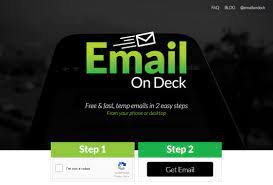 FAQ BLOG @emailondeck
Email
On Deck
Free & fast, temp emails in 2 easy steps
From your phone or desktop
Step 1
Step 2
I'm not a robot
Get Email